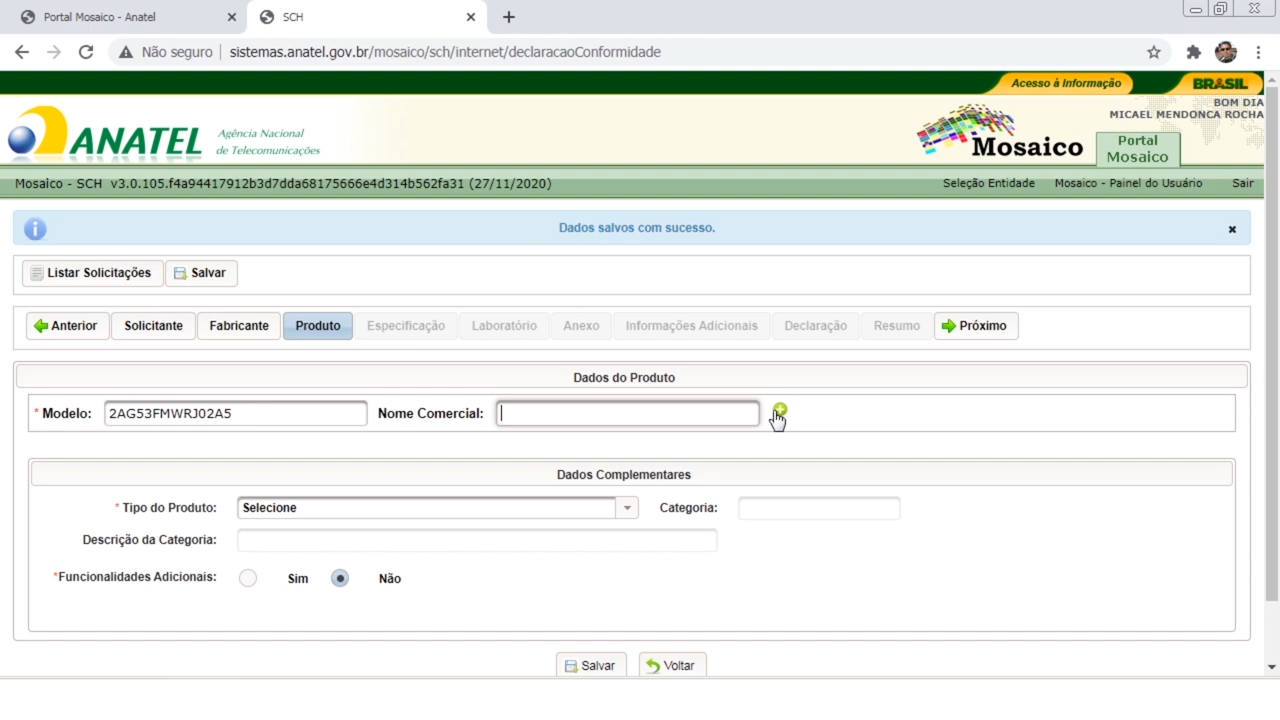 Portal Mosaico - Anatel
SCH
Não seguro
sistemas.anatel.gov.br/mosaico/sch/internet/declaracaoConformidade
Acesso à Informação
BRASIL
BOM DIA
MICAEL MENDONCA ROCHA
ANATEL
Agência Nacional
de Telecomunicações
Mosaico
Portal
Mosaico
Mosaico - SCH v3.0.105.f4a94417912b3d7dda68175666e4d314b562fa31 (27/11/2020)
Seleção Entidade Mosaico - Painel do Usuário Sair
Dados salvos com sucesso.
Listar Solicitações Salvar
Anterior Solicitante Fabricante Produto Especificação Laboratório Anexo Informações Adicionais Declaração Resumo Próximo
Dados do Produto
* Modelo: 2AG53FMWRJ02A5 Nome Comercial:
Dados Complementares
* Tipo do Produto: Selecione Categoria:
Descrição da Categoria:
*Funcionalidades Adicionais: Sim Não
Salvar Voltar